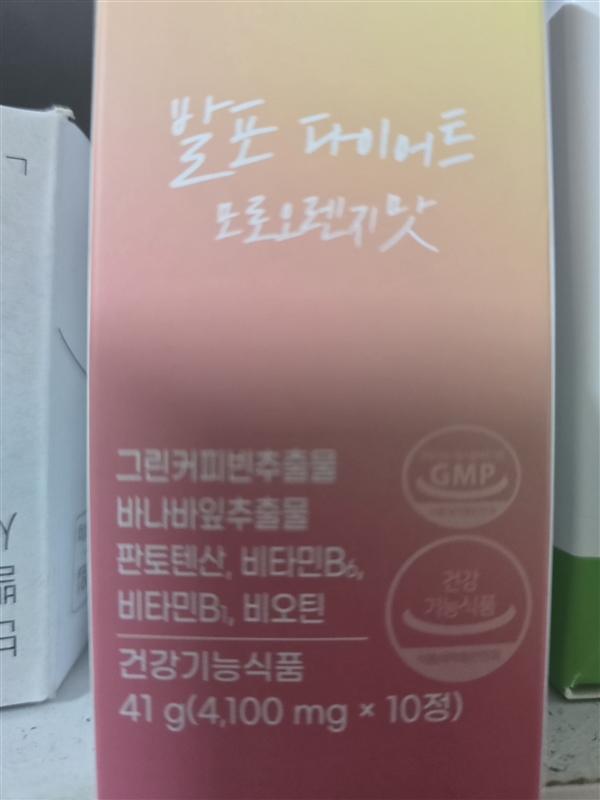 발포 다이어트
모로오렌지맛
그린커피빈추출물
바나바잎추출물
판토텐산, 비타민B₆,
비타민B₁, 비오틴
건강기능식품
41 g(4,100 mg × 10정)
GMP
건강
기능식품